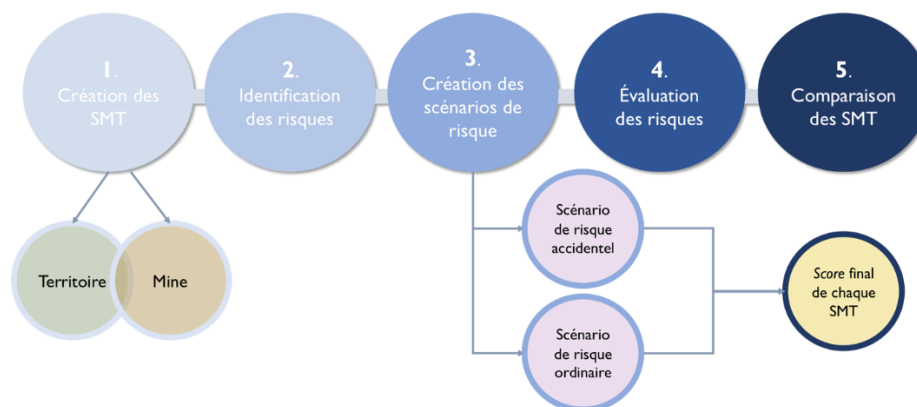 1.
Création des
SMT
2.
Identification
des risques
3.
Création des
scénarios de
risque
4.
Évaluation
des risques
5.
Comparaison
des SMT
Territoire
Mine
Scénario
de risque
accidentel
Scénario
de risque
ordinaire
Score final
de chaque
SMT